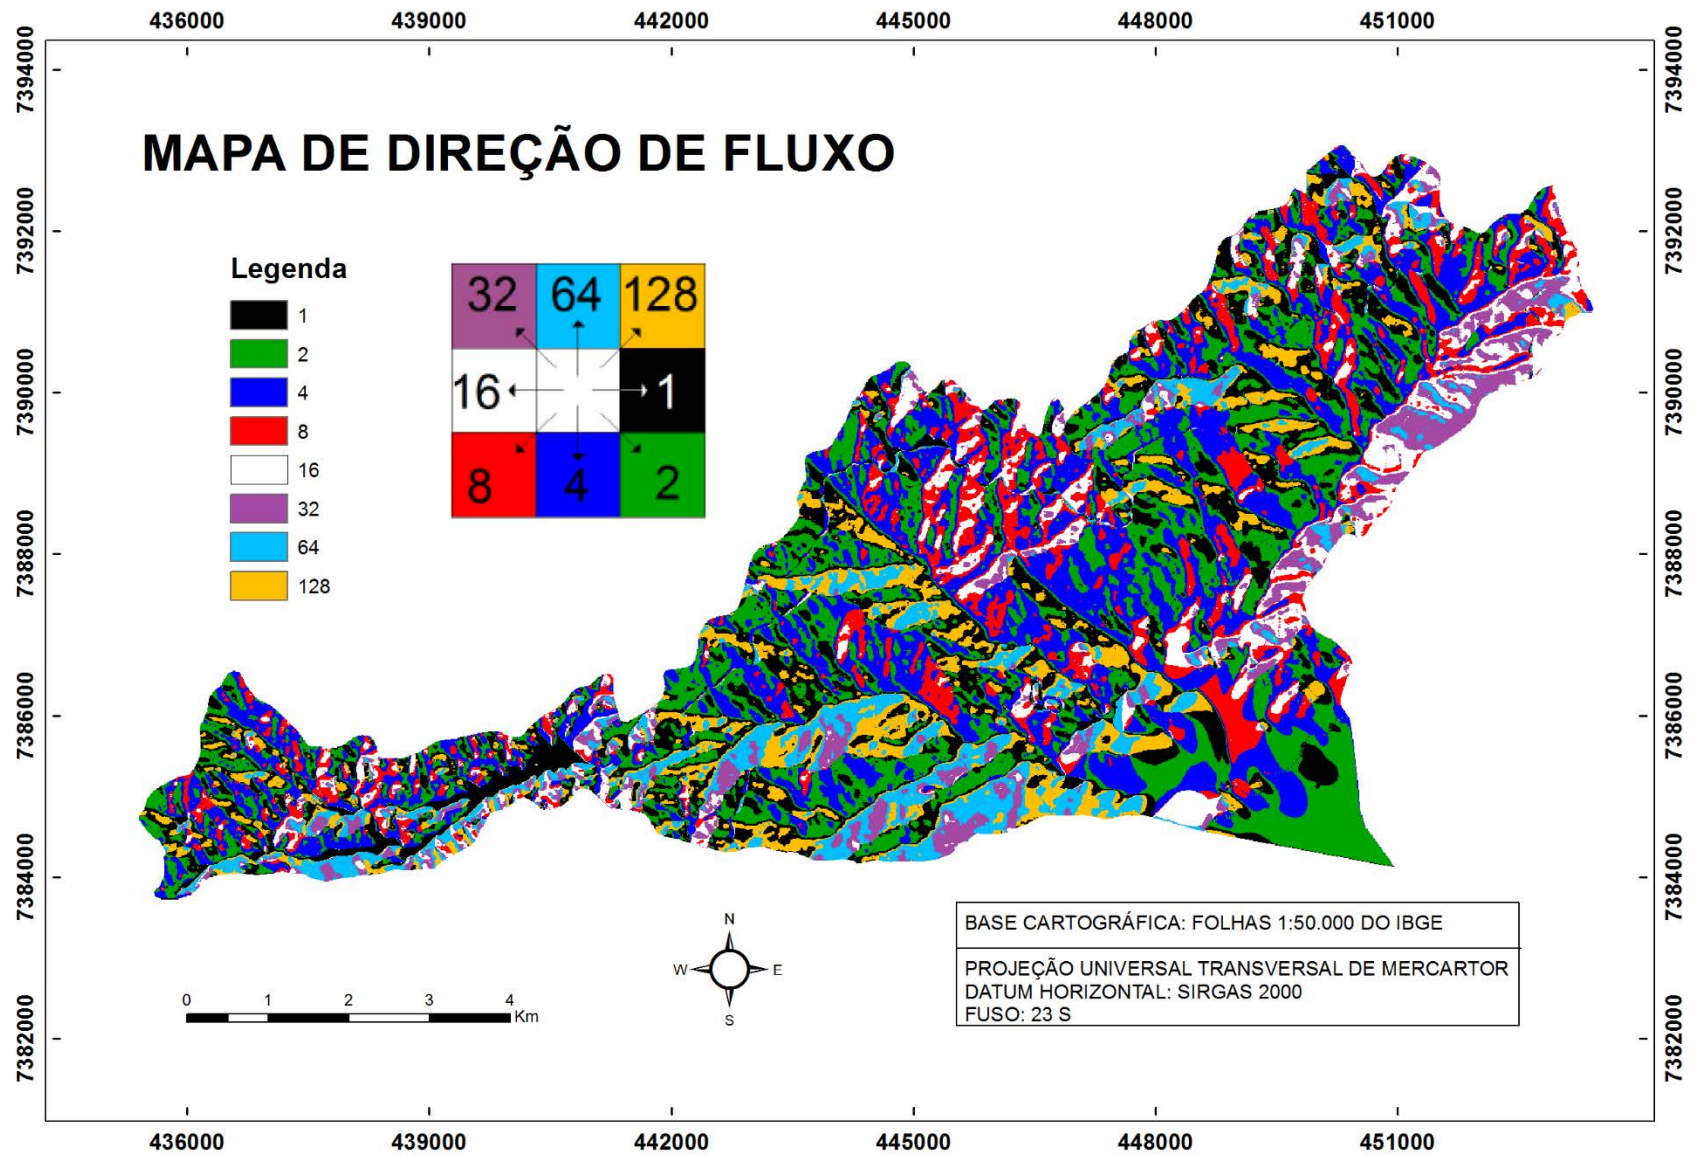 436000 439000 442000 445000 448000 451000
7394000 7394000
MAPA DE DIREÇÃO DE FLUXO
7392000 7392000
Legenda
1
2
4
8
16
32
64
128
32 64 128
16 1
8 4 2
7390000 7390000
7388000 7388000
7386000 7386000
7384000 7384000
N
W E
S
0 1 2 3 4
Km
BASE CARTOGRÁFICA: FOLHAS 1:50.000 DO IBGE
PROJEÇÃO UNIVERSAL TRANSVERSAL DE MERCARTOR
DATUM HORIZONTAL: SIRGAS 2000
FUSO: 23 S
7382000 7382000
436000 439000 442000 445000 448000 451000